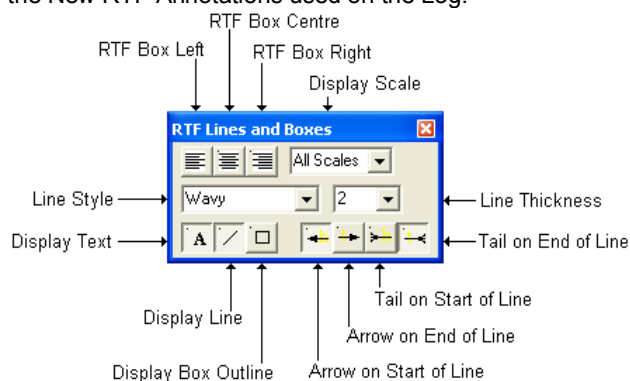 the New RTF Annotations used on the Log.
RTF Box Centre
RTF Box Left
RTF Box Right
Display Scale
RTF Lines and Boxes
All Scales
Line Style
Wavy
2
Line Thickness
Display Text
A
Tail on End of Line
Tail on Start of Line
Display Line
Arrow on End of Line
Display Box Outline
Arrow on Start of Line